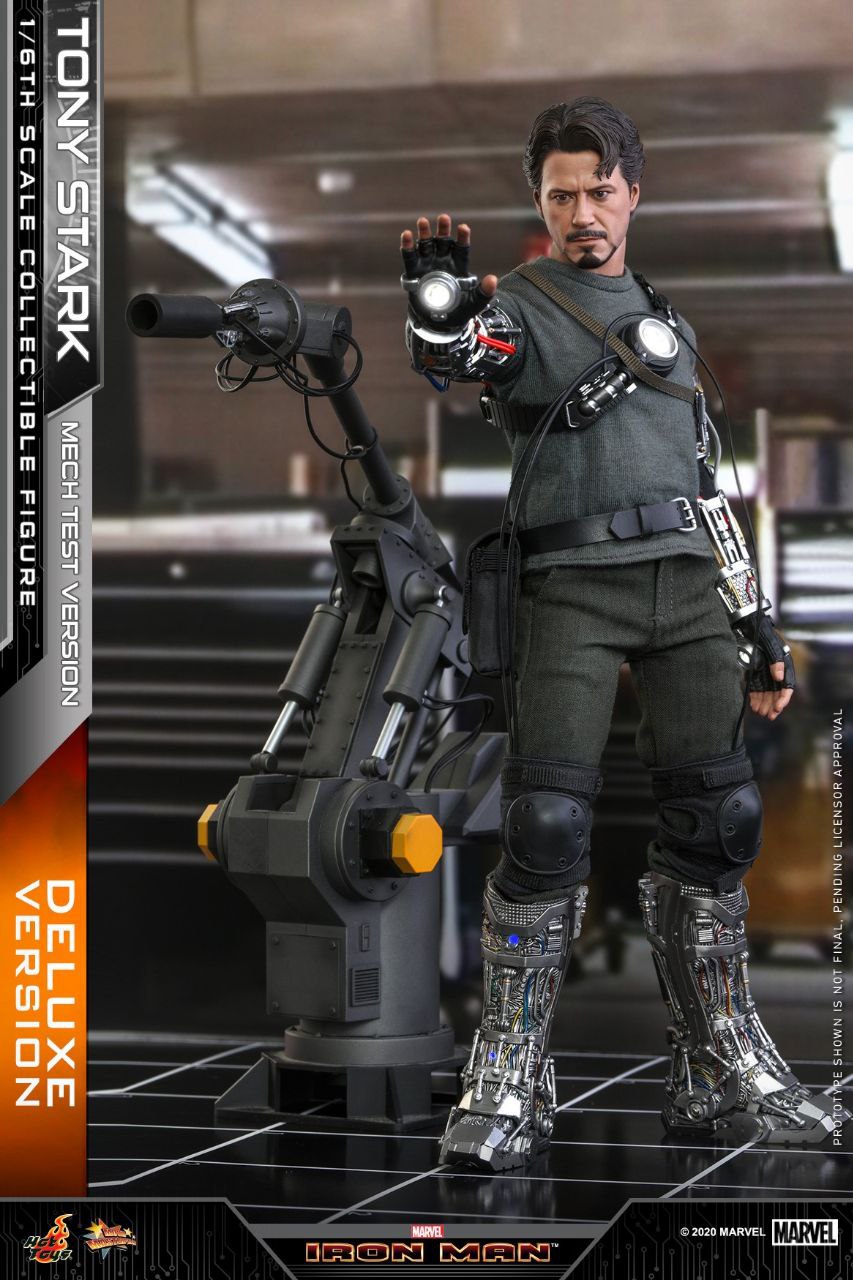 TONY STARK
1/6TH SCALE COLLECTIBLE FIGURE
MECH TEST VERSION
DELUXE
VERSION
PROTOTYPE SHOWN IS NOT FINAL, PENDING LICENSOR APPROVAL
HOT TOYS
MOVIE MASTERPIECE
MARVEL
IRON MAN™
© 2020 MARVEL
MARVEL